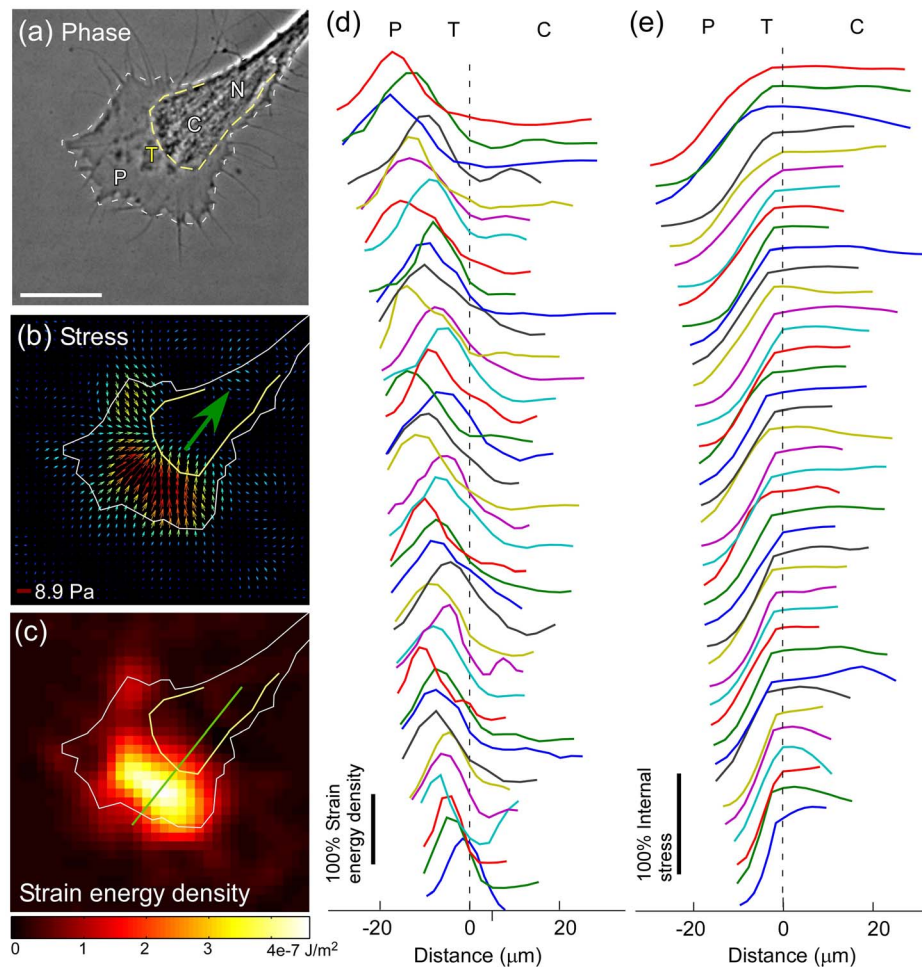 (a) Phase
N
C
T
P
(b) Stress
8.9 Pa
(c)
Strain energy density
0 1 2 3 4e-7 J/m²
(d) P T C
100% Strain
energy density
-20 0 20
Distance (μm)
(e) P T C
100% Internal
stress
-20 0 20
Distance (μm)